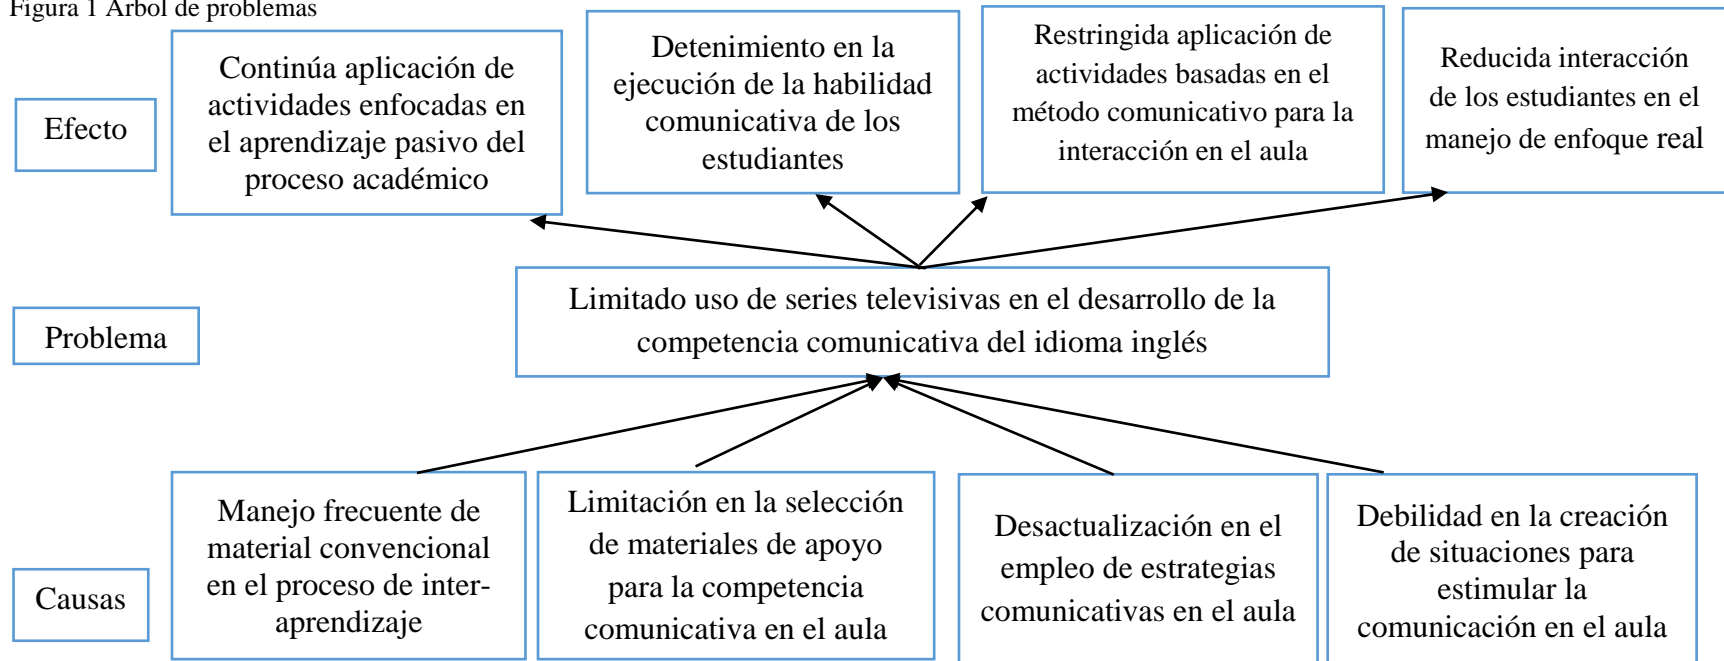 Figura 1 Árbol de problemas
Efecto
Continúa aplicación de
actividades enfocadas en
el aprendizaje pasivo del
proceso académico
Detenimiento en la
ejecución de la habilidad
comunicativa de los
estudiantes
Restringida aplicación de
actividades basadas en el
método comunicativo para la
interacción en el aula
Reducida interacción
de los estudiantes en el
manejo de enfoque real
Problema
Limitado uso de series televisivas en el desarrollo de la
competencia comunicativa del idioma inglés
Causas
Manejo frecuente de
material convencional
en el proceso de inter-
aprendizaje
Limitación en la selección
de materiales de apoyo
para la competencia
comunicativa en el aula
Desactualización en el
empleo de estrategias
comunicativas en el aula
Debilidad en la creación
de situaciones para
estimular la
comunicación en el aula